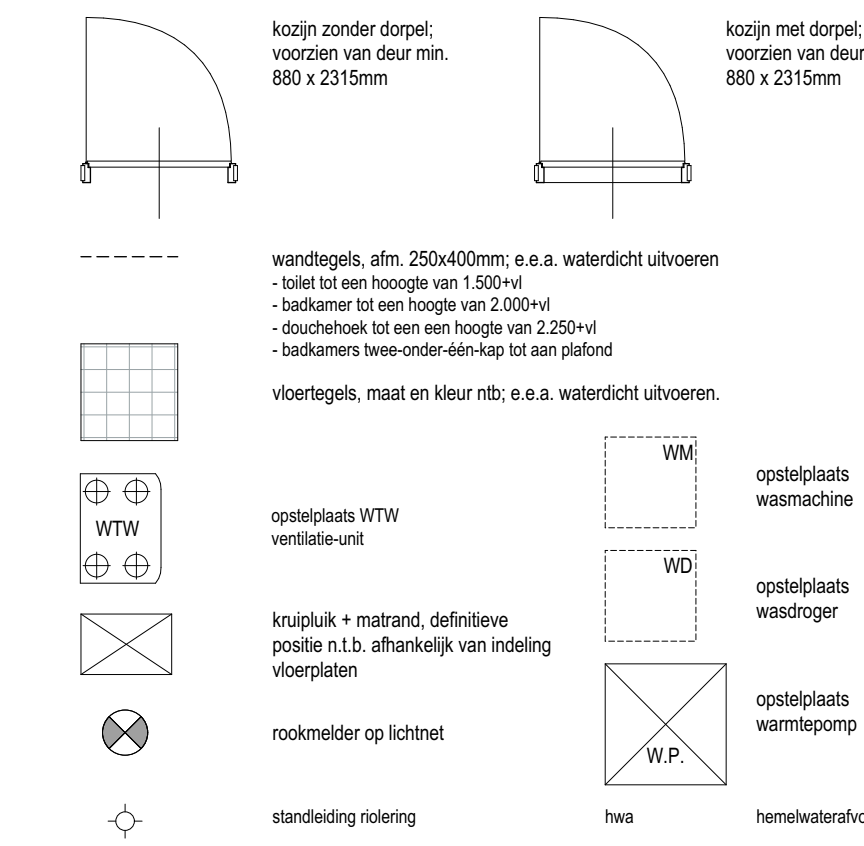 kozijn zonder dorpel;
voorzien van deur min.
880 x 2315mm
kozijn met dorpel;
voorzien van deur
880 x 2315mm
wandtegels, afm. 250x400mm; e.e.a. waterdicht uitvoeren
- toilet tot een hooogte van 1.500+vl
- badkamer tot een hoogte van 2.000+vl
- douchehoek tot een een hoogte van 2.250+vl
- badkamers twee-onder-één-kap tot aan plafond
vloertegels, maat en kleur ntb; e.e.a. waterdicht uitvoeren.
WTW
opstelplaats WTW
ventilatie-unit
WM
opstelplaats
wasmachine
WD
opstelplaats
wasdroger
kruipluik + matrand, definitieve
positie n.t.b. afhankelijk van indeling
vloerplaten
W.P.
opstelplaats
warmtepomp
rookmelder op lichtnet
standleiding riolering
hwa